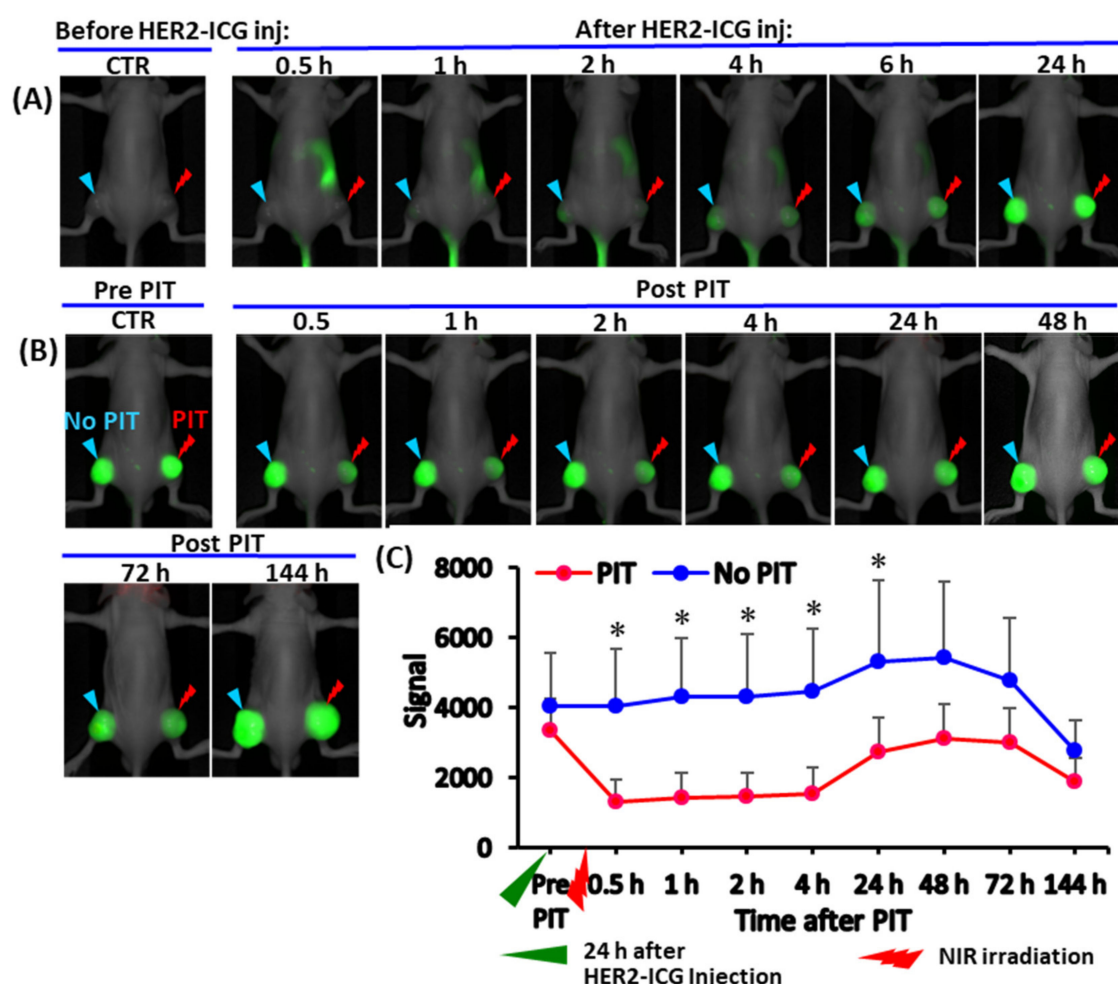 Before HER2-ICG inj:
After HER2-ICG inj:
CTR
0.5 h
1 h
2 h
4 h
6 h
24 h
(A)
Pre PIT
Post PIT
CTR
0.5
1 h
2 h
4 h
24 h
48 h
(B)
No PIT
PIT
Post PIT
72 h
144 h
(C)
8000
6000
4000
2000
0
Signal
PIT
No PIT
* * * * *
Pre PIT
0.5 h
1 h
2 h
4 h
24 h
48 h
72 h
144 h
Time after PIT
24 h after
HER2-ICG Injection
NIR irradiation